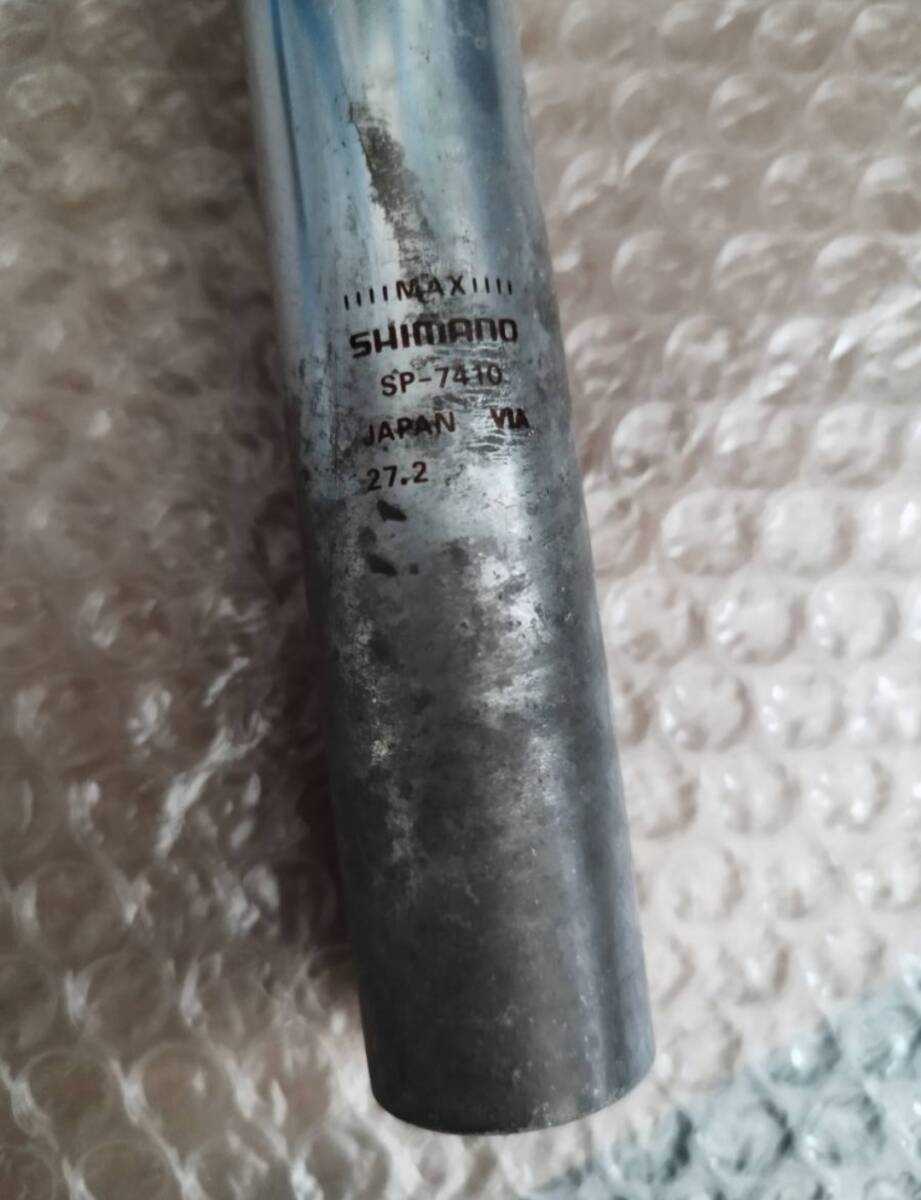 MAX
SHIMANO
SP-7410
JAPAN VIA
27.2